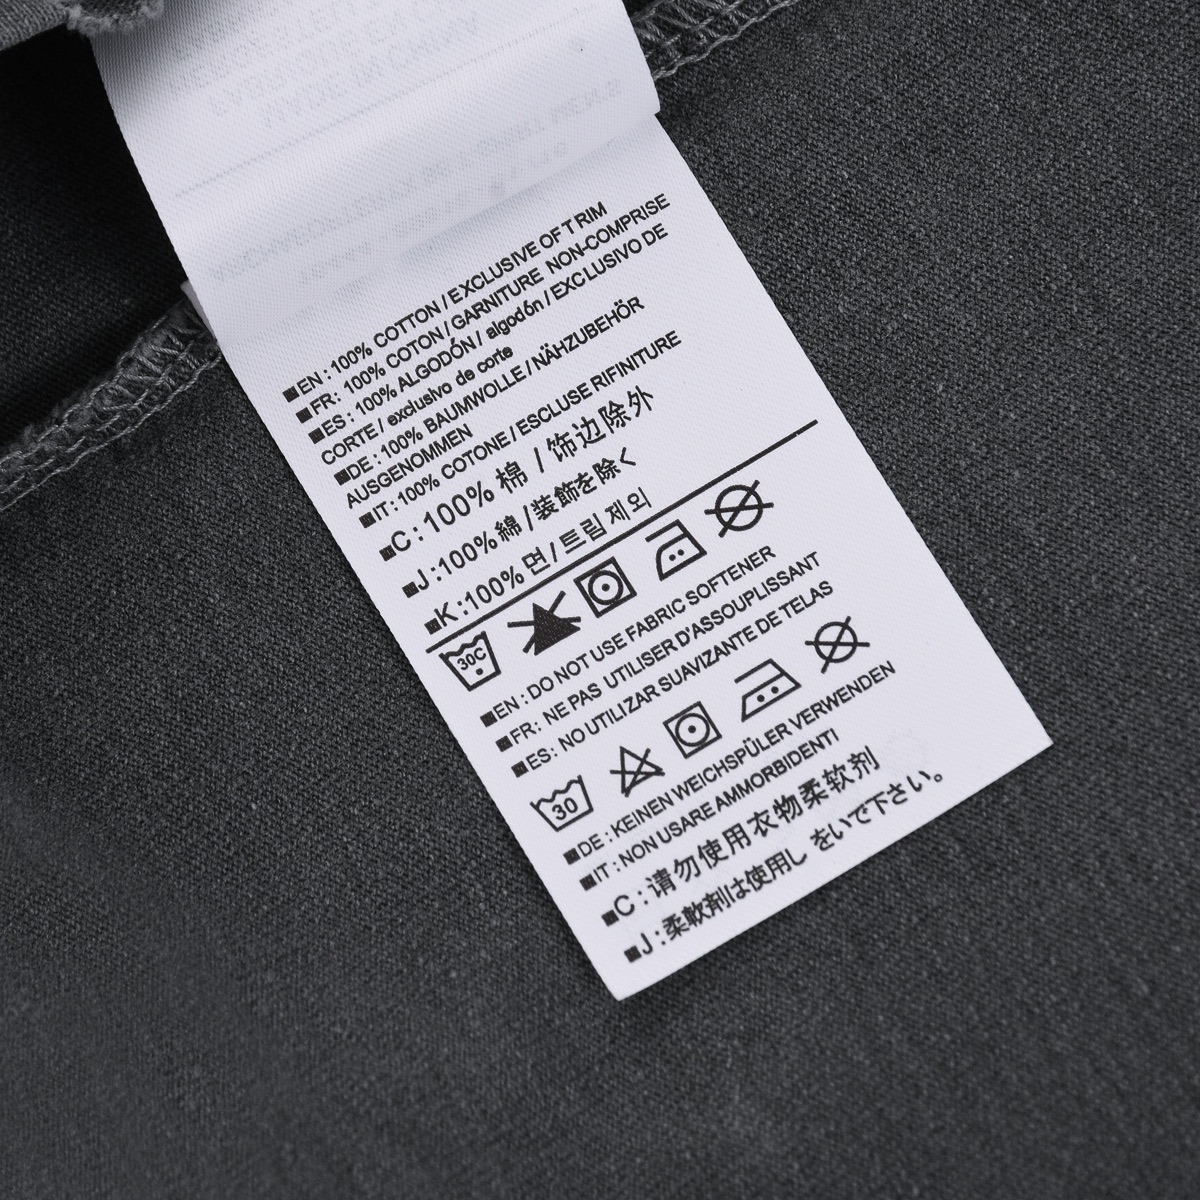 MADE IN CHINA
■EN : 100% COTTON / EXCLUSIVE OF TRIM
■FR: 100% COTON / GARNITURE NON-COMPRISE
■ES : 100% ALGODÓN / algodón / EXCLUSIVO DE
CORTE / exclusivo de corte
■DE : 100% BAUMWOLLE / NÄHZUBEHÖR
AUSGENOMMEN
■IT : 100% COTONE / ESCLUSE RIFINITURE
■C : 100% 棉 / 饰边除外
■J :100% 綿 / 装飾を除く
■K :100% 면 / 트림 제외
30C
■EN : DO NOT USE FABRIC SOFTENER
■FR: NE PAS UTILISER D'ASSOUPLISSANT
■ES: NO UTILIZAR SUAVIZANTE DE TELAS
30
■DE : KEINEN WEICHSPÜLER VERWENDEN
■IT : NON USARE AMMORBIDENTI
■C : 请勿使用衣物柔软剂
■J : 柔軟剤は使用し をいで下さい。